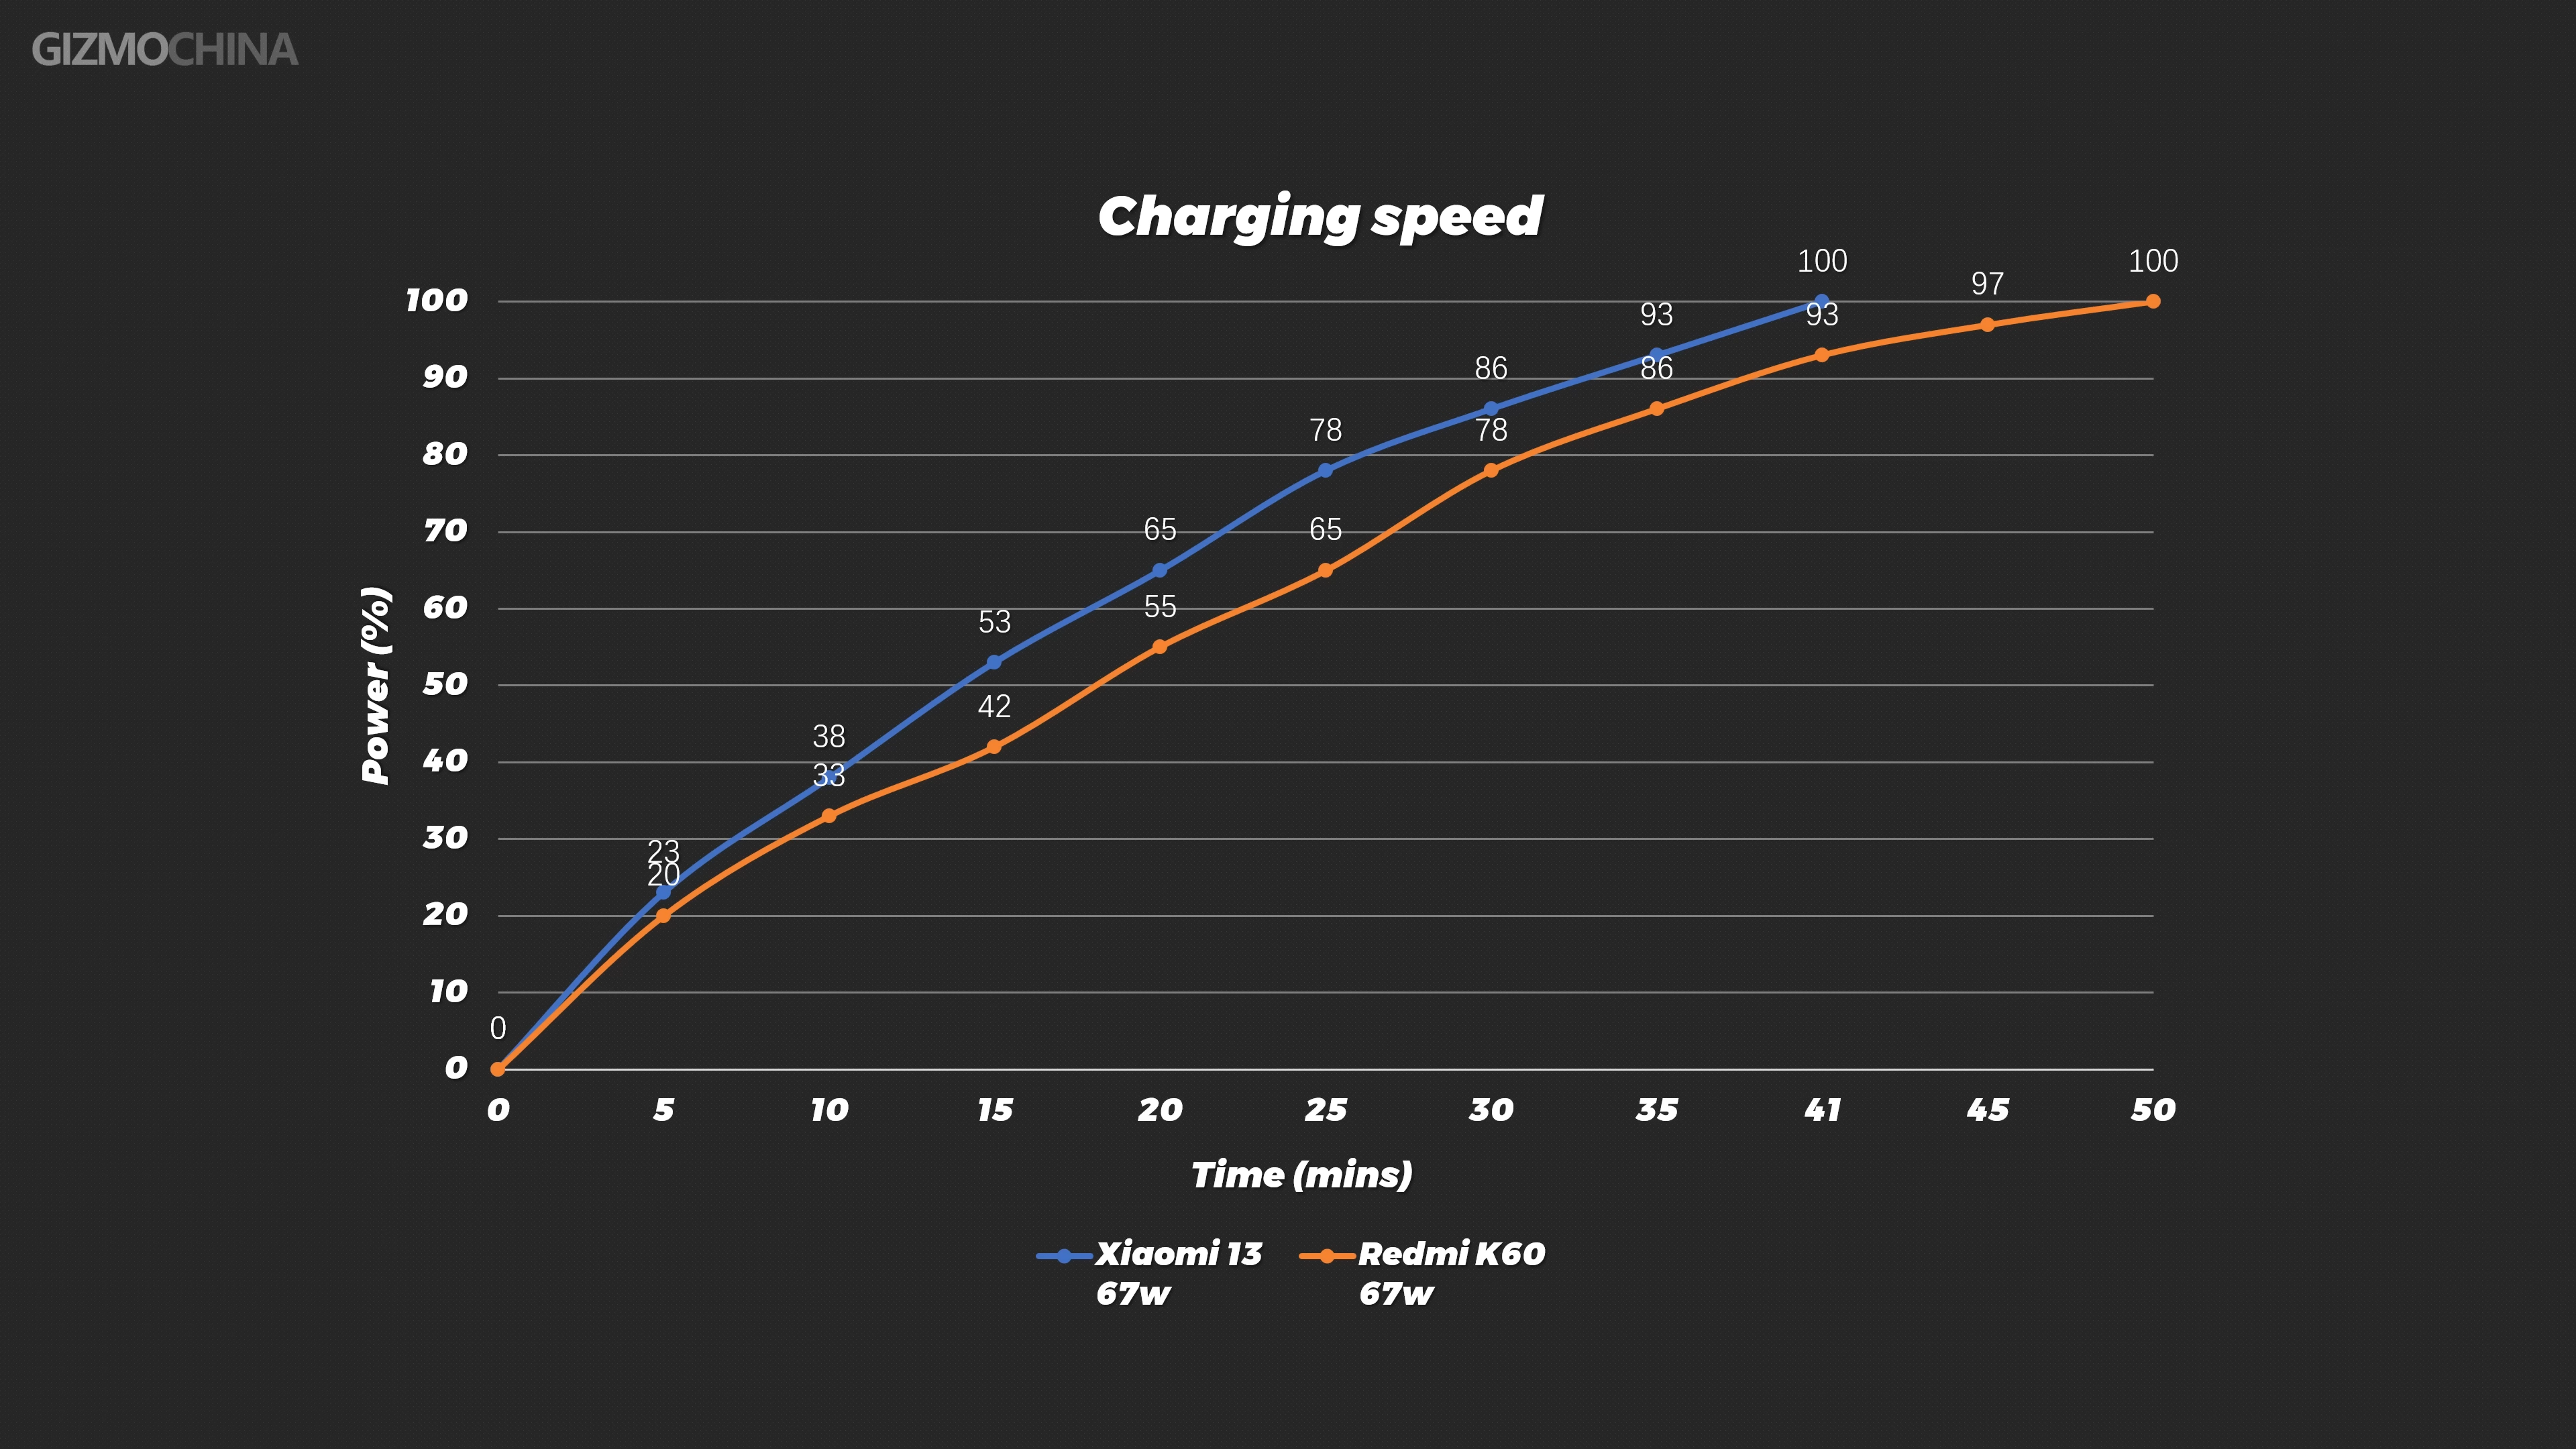 GIZMOCHINA
Charging speed
100 97 100
100 93 93
90 86 86
80 78 78
70 65 65
Power (%)
60 53 55
50 42
40 38
33
30 23
20
20
10
0
0
0 5 10 15 20 25 30 35 41 45 50
Time (mins)
Xiaomi 13 Redmi K60
67w 67w